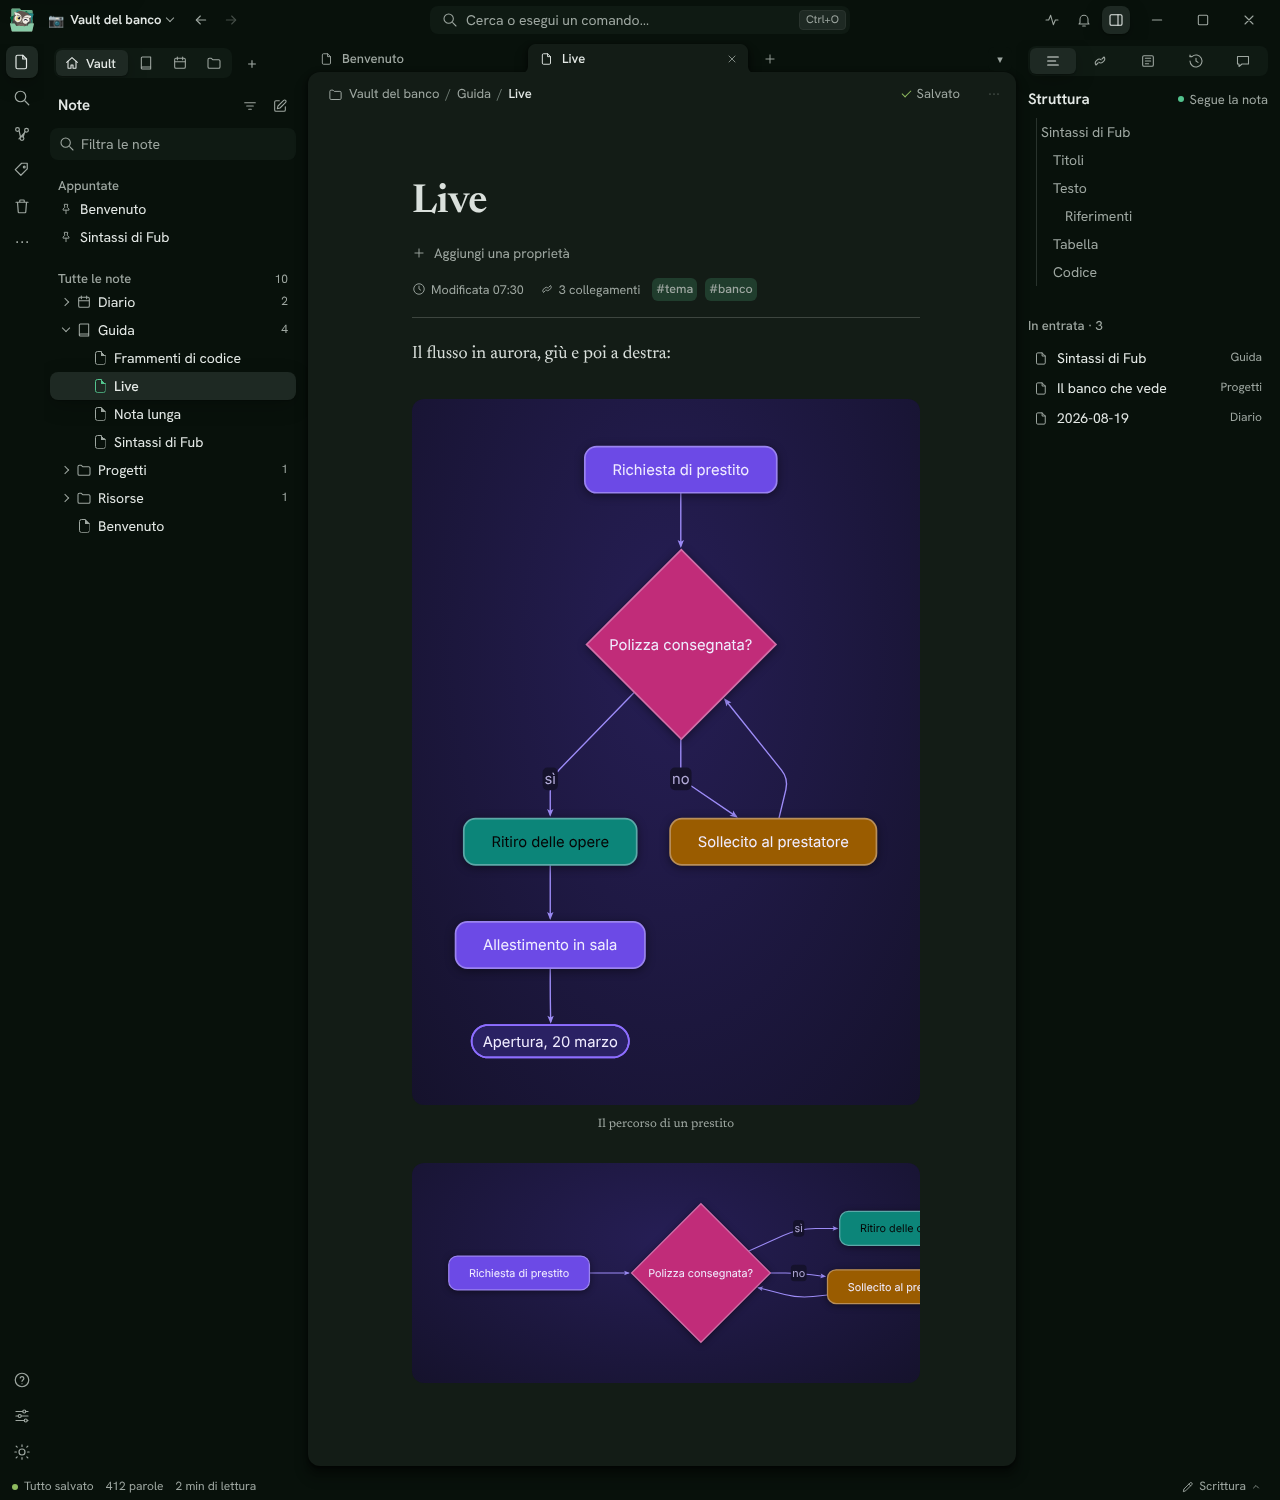 Vault del banco
Cerca o esegui un comando...
Ctrl+O
Vault
Benvenuto
Live
Note
Filtra le note
Appuntate
Benvenuto
Sintassi di Fub
Tutte le note 10
Diario 2
Guida 4
Frammenti di codice
Live
Nota lunga
Sintassi di Fub
Progetti 1
Risorse 1
Benvenuto
Vault del banco / Guida / Live
Salvato
Live
Aggiungi una proprietà
Modificata 07:30 3 collegamenti #tema #banco
Il flusso in aurora, giù e poi a destra:
Richiesta di prestito
Polizza consegnata?
sì
no
Ritiro delle opere
Sollecito al prestatore
Allestimento in sala
Apertura, 20 marzo
Il percorso di un prestito
Richiesta di prestito
Polizza consegnata?
sì
no
Ritiro delle
Sollecito al
Struttura
Segue la nota
Sintassi di Fub
Titoli
Testo
Riferimenti
Tabella
Codice
In entrata · 3
Sintassi di Fub Guida
Il banco che vede Progetti
2026-08-19 Diario
Tutto salvato 412 parole 2 min di lettura
Scrittura